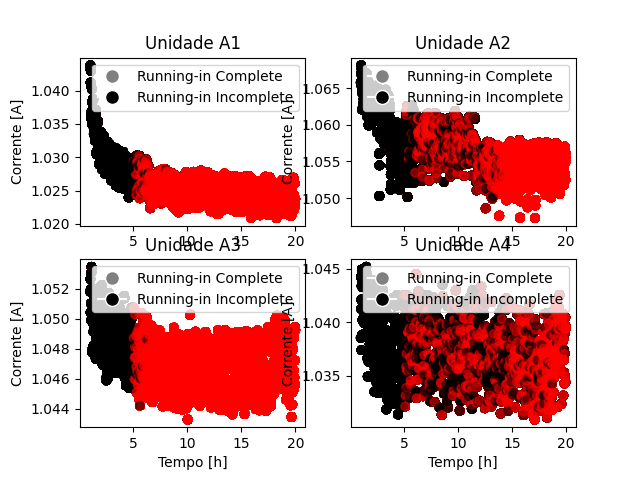 Unidade A1
Running-in Complete
Running-in Incomplete
Corrente [A]
1.040
1.035
1.030
1.025
1.020
5
10
15
20
Unidade A2
Running-in Complete
Running-in Incomplete
Corrente [A]
1.065
1.060
1.055
1.050
5
10
15
20
Unidade A3
Running-in Complete
Running-in Incomplete
Corrente [A]
1.052
1.050
1.048
1.046
1.044
5
10
15
20
Tempo [h]
Unidade A4
Running-in Complete
Running-in Incomplete
Corrente [A]
1.045
1.040
1.035
5
10
15
20
Tempo [h]